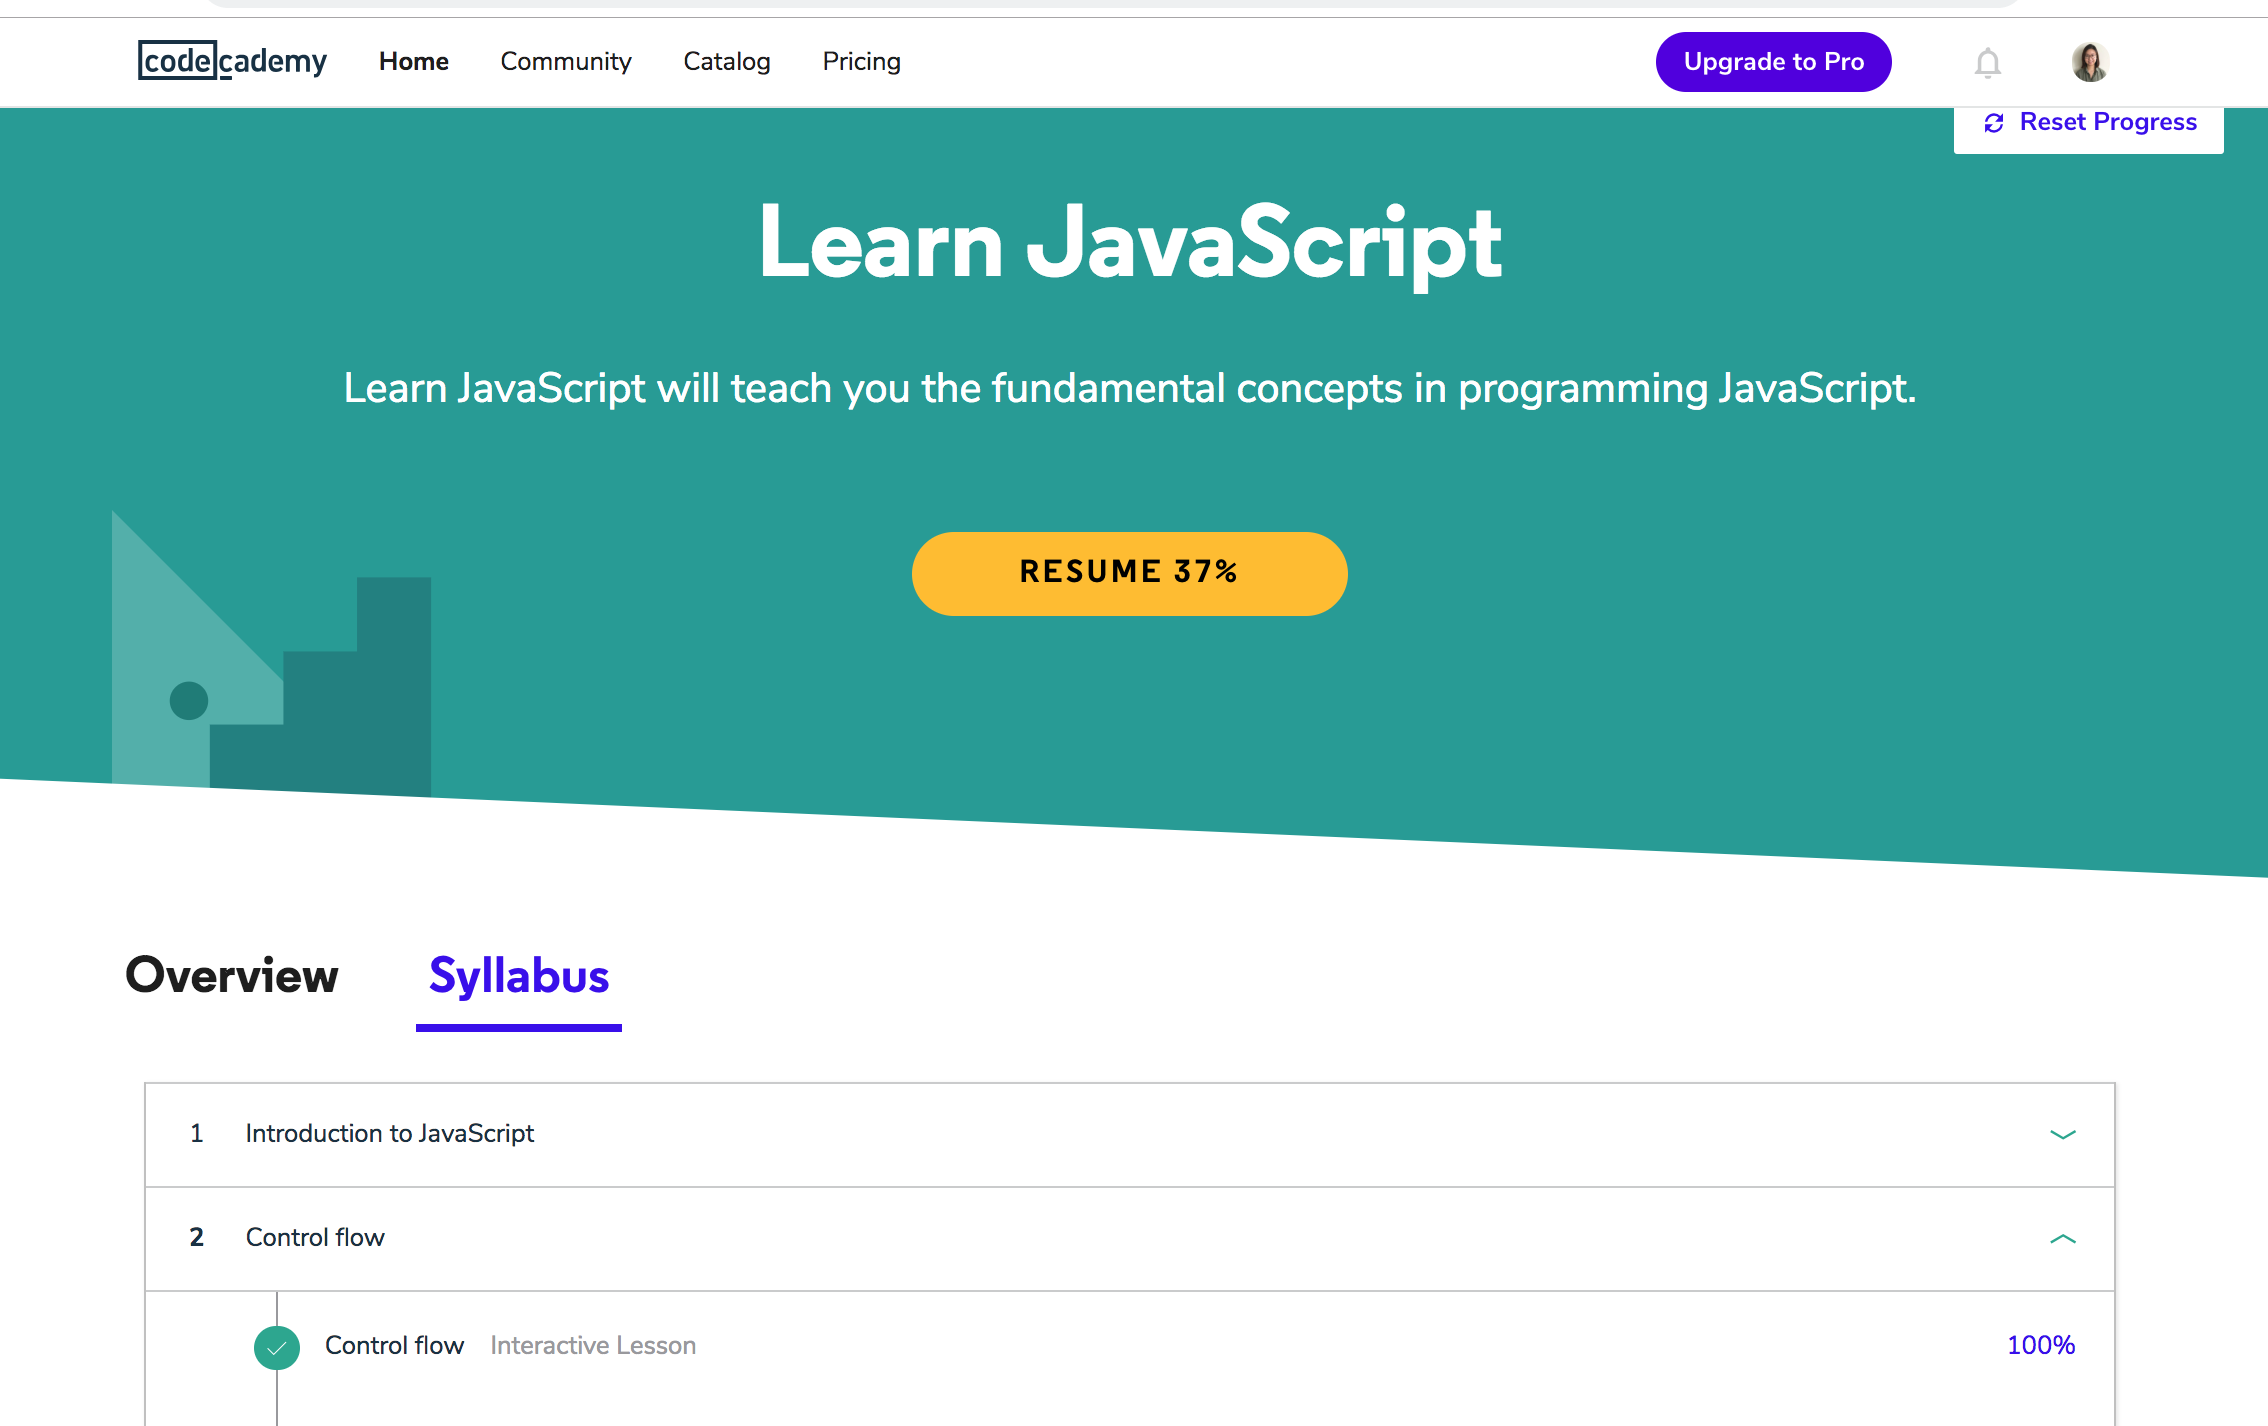 codecademy Home Community Catalog Pricing Upgrade to Pro
Reset Progress
Learn JavaScript
Learn JavaScript will teach you the fundamental concepts in programming JavaScript.
RESUME 37%
Overview Syllabus
1 Introduction to JavaScript
2 Control flow
Control flow Interactive Lesson 100%